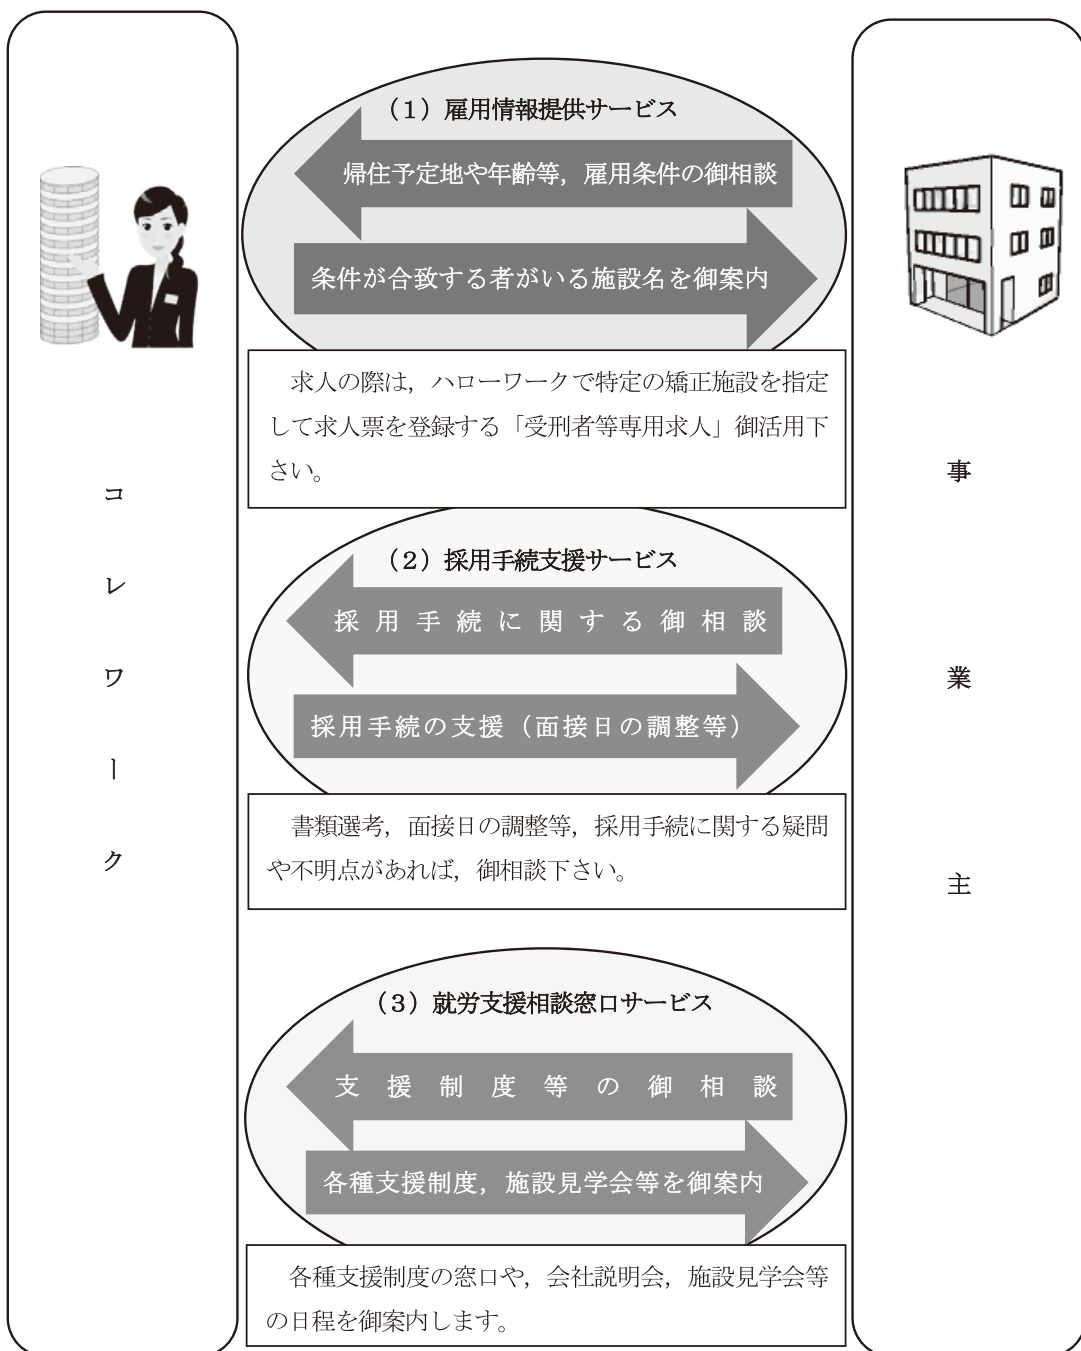 (1)雇用情報提供サービス
帰住予定地や年齢等，雇用条件の御相談
条件が合致する者がいる施設名を御案内
求人の際は，ハローワークで特定の矯正施設を指定
して求人票を登録する「受刑者等専用求人」御活用下
さい。
コレワーク
事業主
(2)採用手続支援サービス
採用手続に関する御相談
採用手続の支援（面接日の調整等）
書類選考，面接日の調整等，採用手続に関する疑問
や不明点があれば，御相談下さい。
(3)就労支援相談窓口サービス
支援制度等の御相談
各種支援制度，施設見学会等を御案内
各種支援制度の窓口や，会社説明会，施設見学会等
の日程を御案内します。